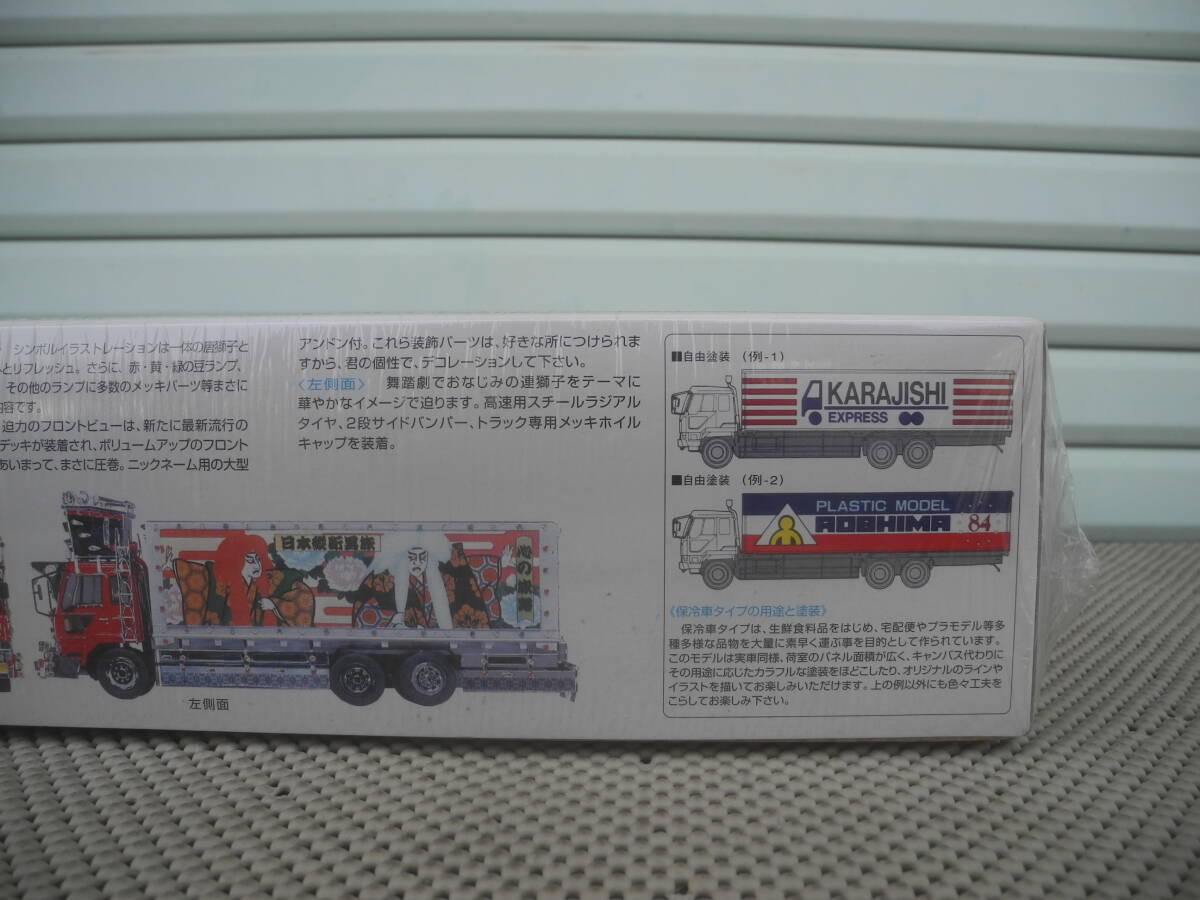 シンボルイラストレーションは一体の唐獅子と
とリフレッシュ。さらに、赤・黄・緑の豆ランプ、
その他のランプに多数のメッキパーツ等まさに
内容です。
迫力のフロントビューは、新たに最新流行の
デッキが装着され、ボリュームアップのフロント
あいまって、まさに圧巻。ニックネーム用の大型
アンドン付。これら装飾パーツは、好きな所につけられま
すから、君の個性で、デコレーションして下さい。
〈左側面〉 舞踏劇でおなじみの連獅子をテーマに
華やかなイメージで迫ります。高速用スチールラジアル
タイヤ、2段サイドバンパー、トラック専用メッキホイル
キャップを装着。
左側面
■自由塗装 (例-1)
KARAJISHI
EXPRESS
■自由塗装 (例-2)
PLASTIC MODEL
AOSHIMA 84
《保冷車タイプの用途と塗装》
保冷車タイプは、生鮮食料品をはじめ、宅配便やプラモデル等多
種多様な品物を大量に素早く運ぶ事を目的として作られています。
このモデルは実車同様、荷室のパネル面積が広く、キャンバス代わりに
その用途に応じたカラフルな塗装をほどこしたり、オリジナルのラインや
イラストを描いてお楽しみいただけます。上の例以外にも色々工夫を
こらしてお楽しみ下さい。